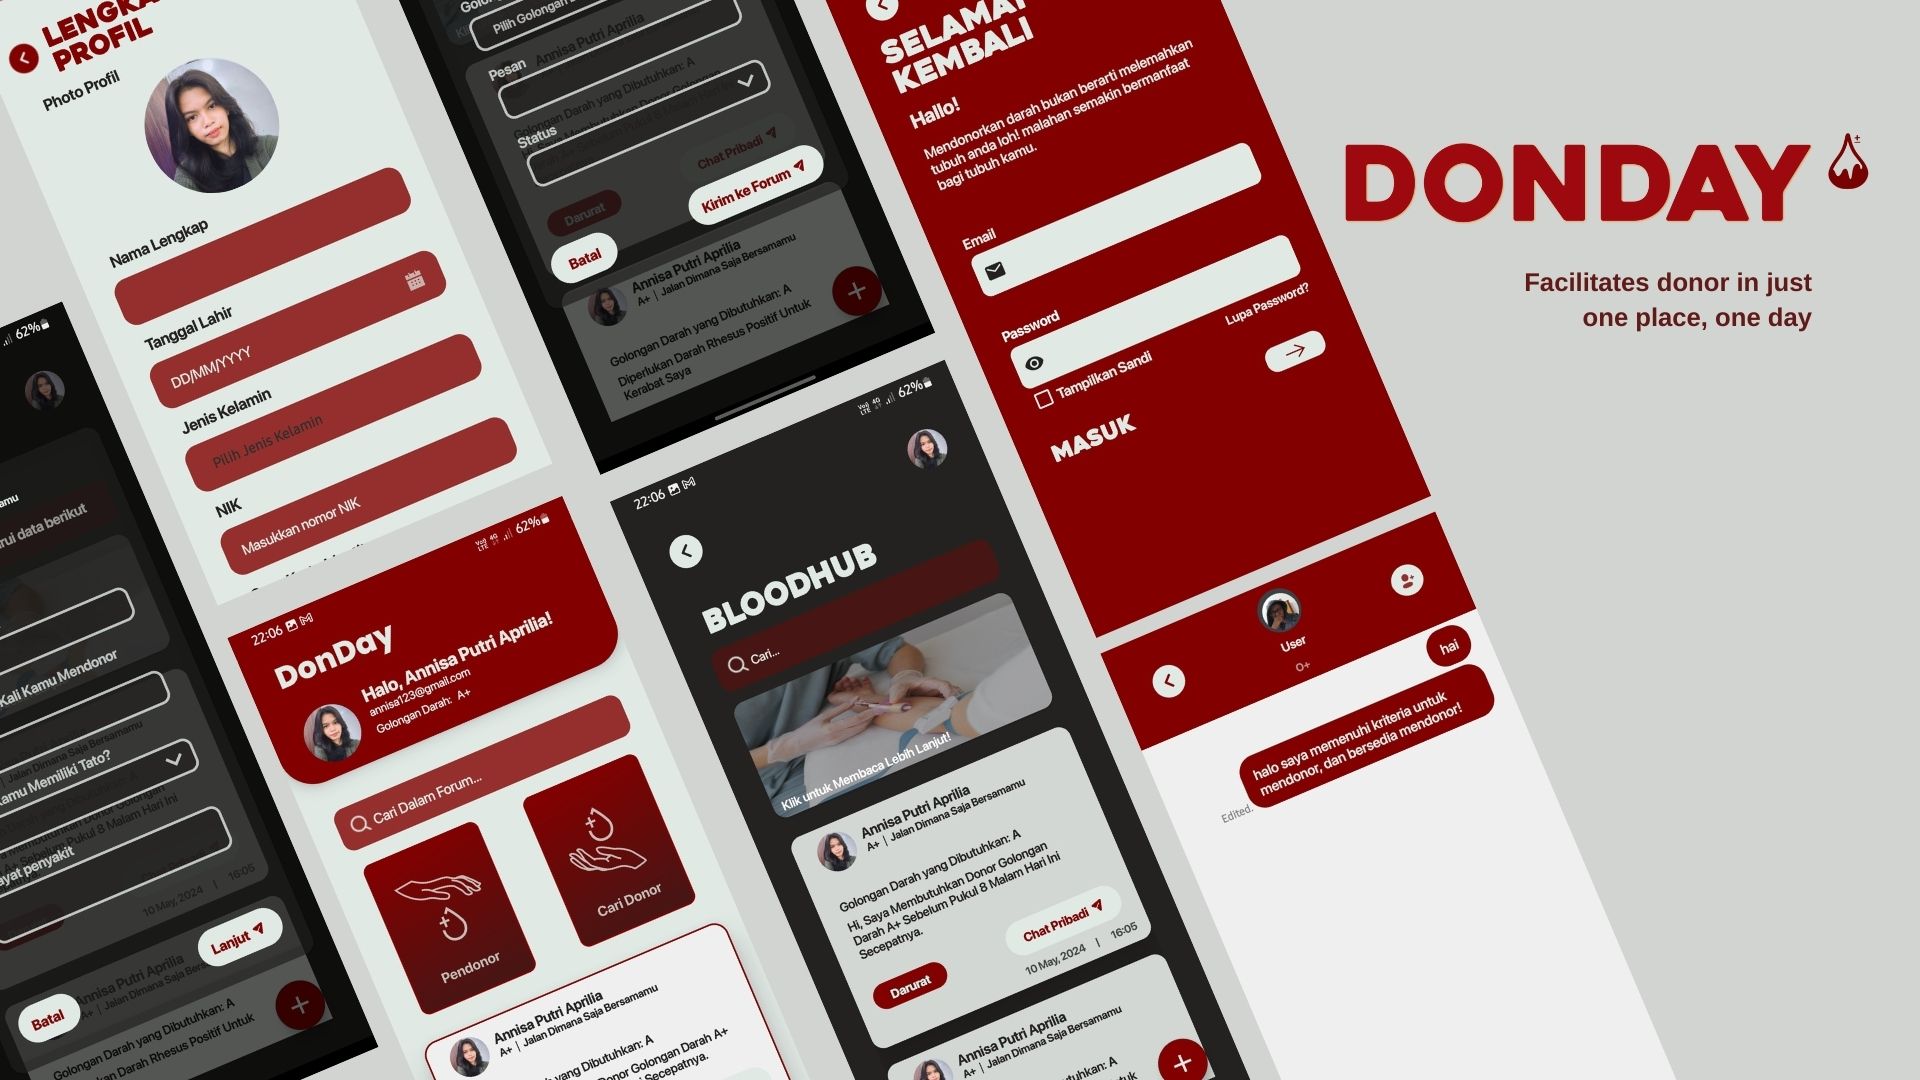 LENGKA
PROFIL
Photo Profil
Nama Lengkap
Tanggal Lahir
DD/MM/YYYY
Jenis Kelamin
Pilih Jenis Kelamin
NIK
Masukkan nomor NIK
62%
amu
rui data berikut
Kali Kamu Mendonor
Jalan Dimana Saja Bersamamu
amu Memiliki Tato?
ayat penyakit
10 May, 2024 | 16:05
Lanjut
Batal
Annisa Putri Aprilia
A+ | Jalan Dimana Saja
Golongan Darah yang Dibutuhkan: A
kan Darah Rhesus Positif Untuk
Pilih Golongan
Annisa Putri Aprilia
Pesan
Golongan Darah yang Dibutuhkan: A
Status
Chat Pribadi
Kirim ke Forum
Darurat
Batal
Annisa Putri Aprilia
A+ | Jalan Dimana Saja Bersamamu
Golongan Darah yang Dibutuhkan: A
Diperlukan Darah Rhesus Positif Untuk
Kerabat Saya
22:06
VoLTE 4G 62%
DonDay
Halo, Annisa Putri Aprilia!
annisa123@gmail.com
Golongan Darah: A+
Cari Dalam Forum...
Pendonor
Cari Donor
Annisa Putri Aprilia
A+ | Jalan Dimana Saja Bersamamu
yang Dibutuhkan: A
Donor Golongan Darah A+
Secepatnya.
22:06
VoLTE 4G 62%
BLOODHUB
Cari...
Klik untuk Membaca Lebih Lanjut!
Annisa Putri Aprilia
A+ | Jalan Dimana Saja Bersamamu
Golongan Darah yang Dibutuhkan: A
Hi, Saya Membutuhkan Donor Golongan
Darah A+ Sebelum Pukul 8 Malam Hari Ini
Secepatnya.
Chat Pribadi
10 May, 2024 | 16:05
Darurat
Annisa Putri Aprilia
A+ | Jalan Dimana Saja Bersamamu
yang Dibutuhkan: A
Rhesus Positif Untuk
SELAMAT
KEMBALI
Hallo!
Mendonorkan darah bukan berarti melemahkan
tubuh anda loh! malahan semakin bermanfaat
bagi tubuh kamu.
Email
Password
Lupa Password?
Tampilkan Sandi
MASUK
User
O+
hai
halo saya memenuhi kriteria untuk
mendonor, dan bersedia mendonor!
Edited.
DONDAY
Facilitates donor in just
one place, one day